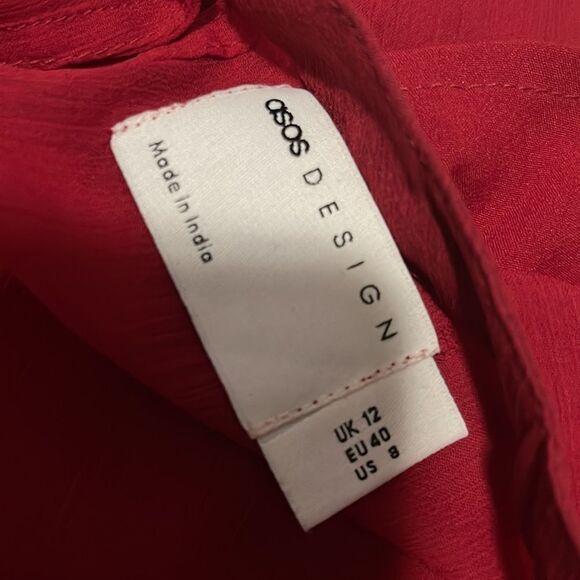 asos DESIGN
Made in India
UK 12
EU 40
US 8